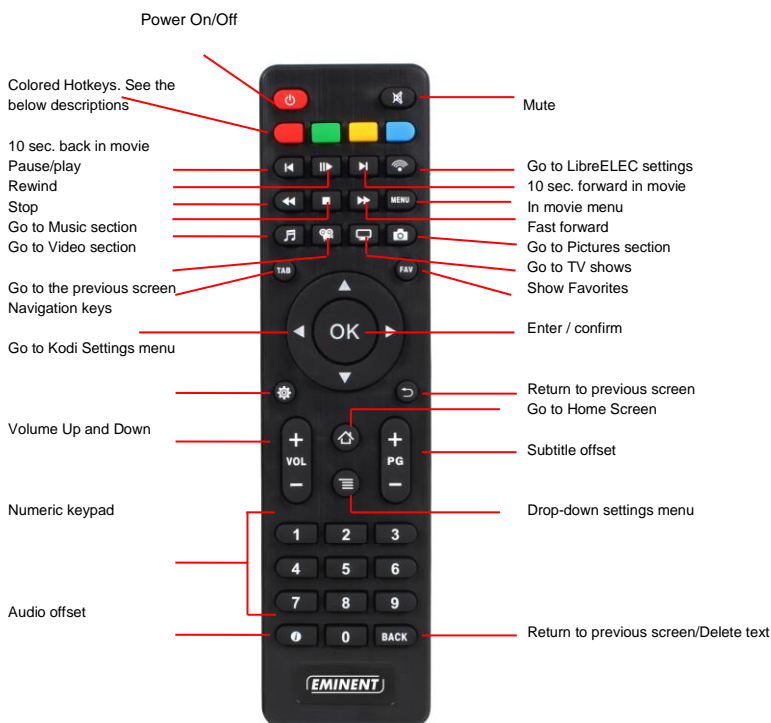 Power On/Off
Colored Hotkeys. See the
below descriptions
Mute
10 sec. back in movie
Pause/play
Rewind
Stop
Go to Music section
Go to Video section
Go to LibreELEC settings
10 sec. forward in movie
In movie menu
Fast forward
Go to Pictures section
Go to TV shows
Show Favorites
MENU
TAB
FAV
Go to the previous screen
Navigation keys
OK
Enter / confirm
Go to Kodi Settings menu
Return to previous screen
Go to Home Screen
Volume Up and Down
+
VOL
−
+
PG
−
Subtitle offset
Numeric keypad
Drop-down settings menu
1 2 3
4 5 6
7 8 9
Audio offset
0 BACK
Return to previous screen/Delete text
EMINENT